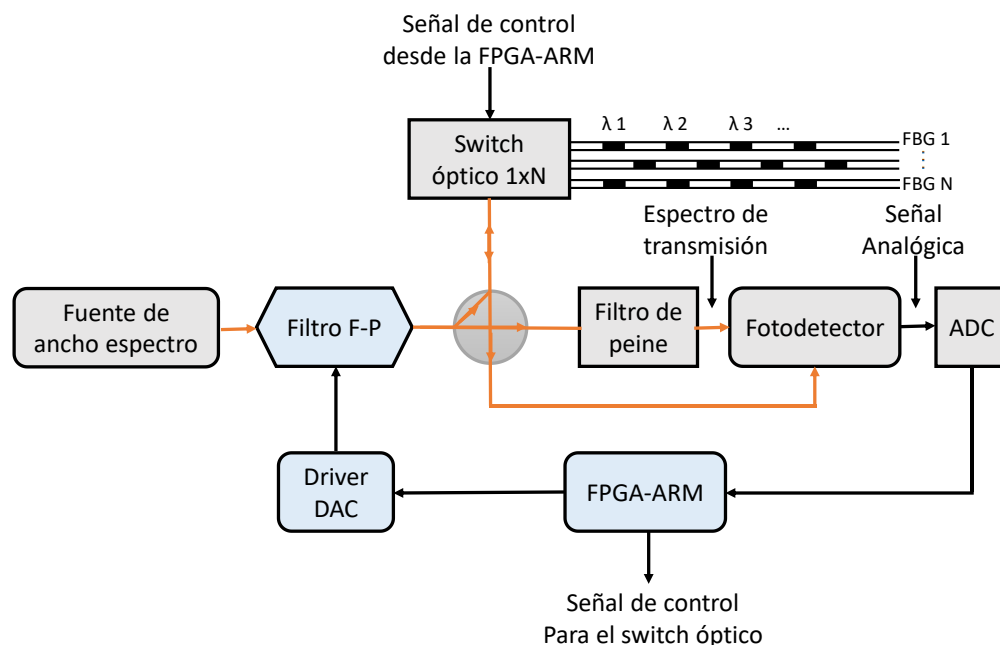 Señal de control
desde la FPGA-ARM
Switch
óptico 1xN
λ 1 λ 2 λ 3 ...
FBG 1
FBG N
Espectro de
transmisión
Señal
Analógica
Fuente de
ancho espectro
Filtro F-P
Filtro de
peine
Fotodetector
ADC
Driver
DAC
FPGA-ARM
Señal de control
Para el switch óptico